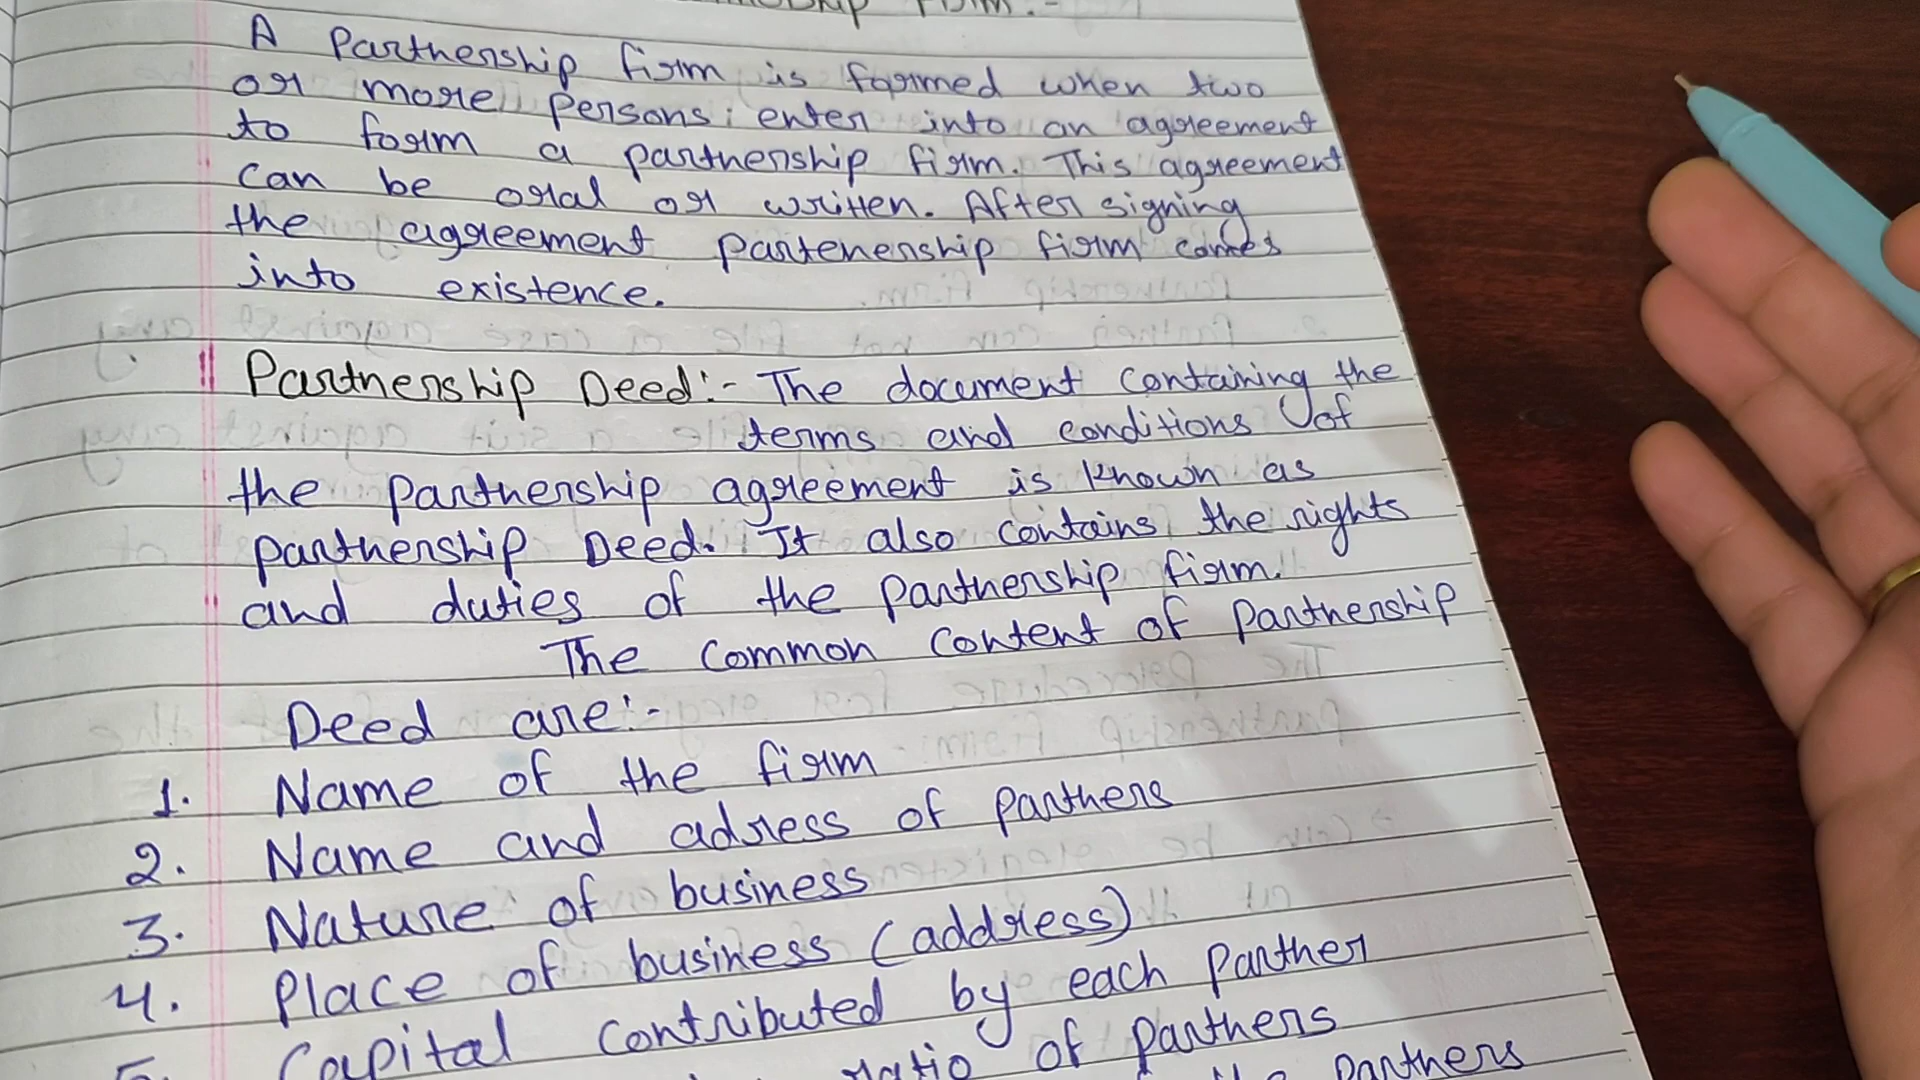 Firm :-
A Partnership firm is formed when two
or more persons enter into an agreement
to form a partnership firm. This agreement
can be oral or written. After signing
the agreement partenership firm comes
into existence.
Partnership Deed:- The document containing the
terms and conditions of
the partnership agreement is known as
partnership Deed. It also contains the rights
and duties of the partnership firm.
The common content of partnership
Deed are:-
1. Name of the firm
2. Name and adress of partners
3. Nature of business
4. Place of business (address)
5. Capital contributed by each partner
ratio of partners
partners